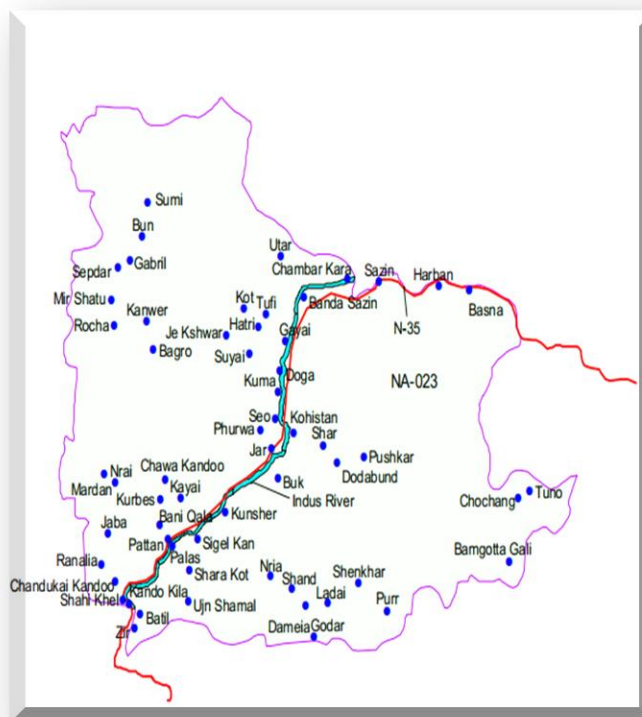 Sumi
Bun
Gabril
Sepdar
Utar
Chambar Kara
Sazin
Harban
Mir Shatu
Kanwer
Kot
Tufi
Banda Sazin
Basna
Rocha
Hatri
N-35
Je Kshwar
Gayai
Bagro
Suyai
Doga
Kuma
NA-023
Seo
Kohistan
Phurwa
Shar
Jar
Pushkar
Dodabund
Nrai
Chawa Kandoo
Mardan
Kayai
Buk
Kurbes
Indus River
Chochang
Tuno
Jaba
Bani Qala
Kunsher
Pattan
Sigel Kan
Palas
Ranalia
Shara Kot
Nria
Bamgotta Gali
Chandukai Kandoo
Kando Kila
Shand
Shenkhar
Shahi Khel
Ujn Shamal
Ladai
Purr
Batil
Zir
Dameia
Godar